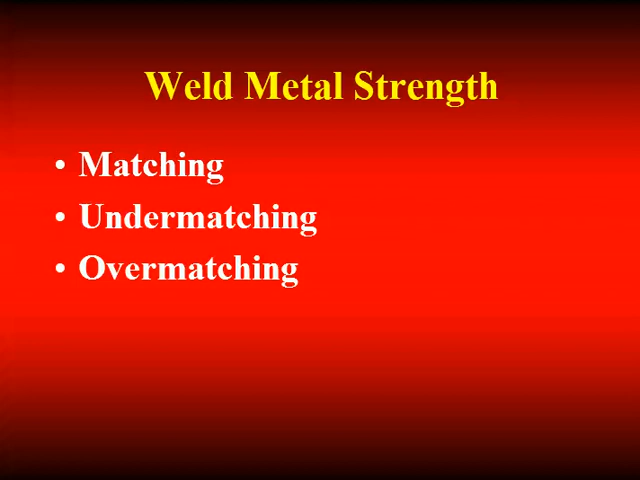 Weld Metal Strength
• Matching
• Undermatching
• Overmatching